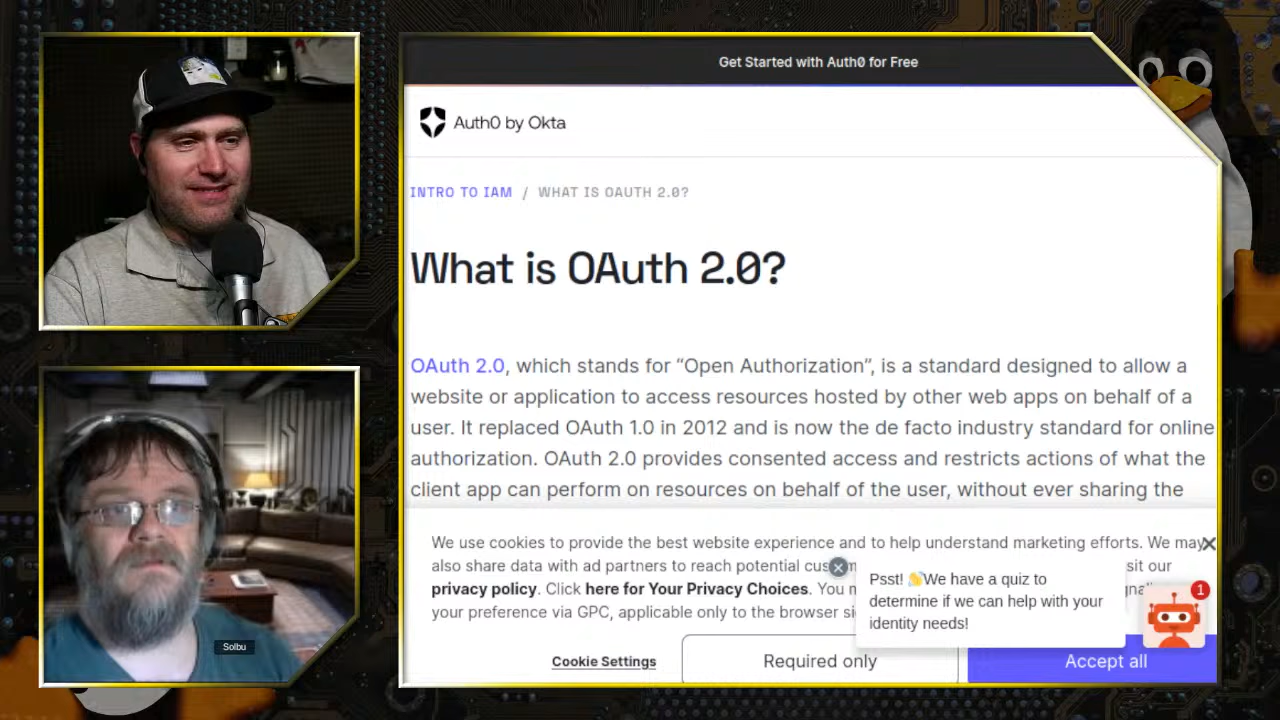 Get Started with Auth0 for Free
Auth0 by Okta
INTRO TO IAM / WHAT IS OAUTH 2.0?
What is OAuth 2.0?
OAuth 2.0, which stands for “Open Authorization”, is a standard designed to allow a
website or application to access resources hosted by other web apps on behalf of a
user. It replaced OAuth 1.0 in 2012 and is now the de facto industry standard for online
authorization. OAuth 2.0 provides consented access and restricts actions of what the
client app can perform on resources on behalf of the user, without ever sharing the
We use cookies to provide the best website experience and to help understand marketing efforts. We may
also share data with ad partners to reach potential
privacy policy. Click here for Your Privacy Choices. You
your preference via GPC, applicable only to the browser
Psst! 👋We have a quiz to
determine if we can help with your
identity needs!
1
Cookie Settings
Required only
Accept all
Solbu